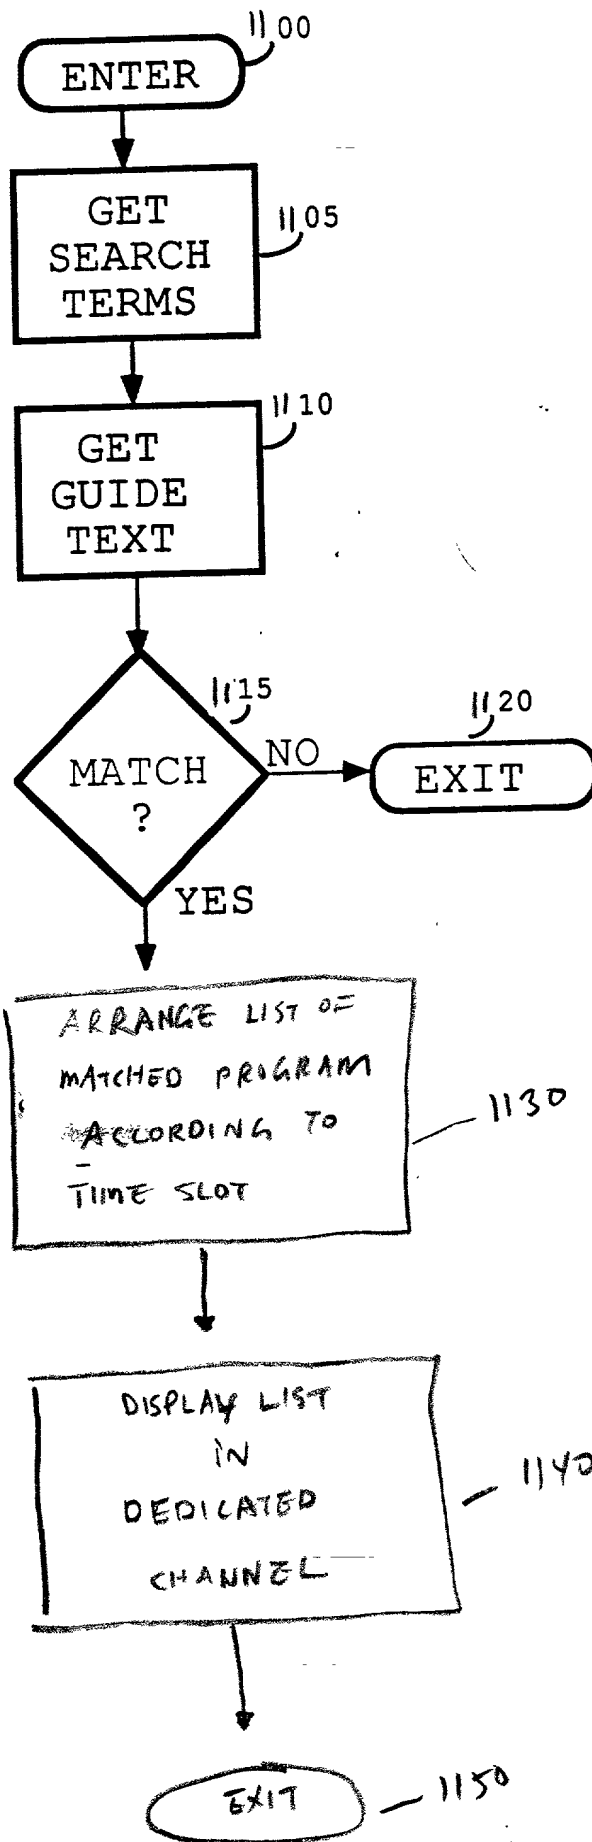 1100
ENTER
GET
SEARCH
TERMS
1105
GET
GUIDE
TEXT
1110
MATCH
?
1115
NO
1120
EXIT
YES
ARRANGE LIST OF
MATCHED PROGRAM
ACCORDING TO
TIME SLOT
1130
DISPLAY LIST
IN
DEDICATED
CHANNEL
1140
EXIT
1150